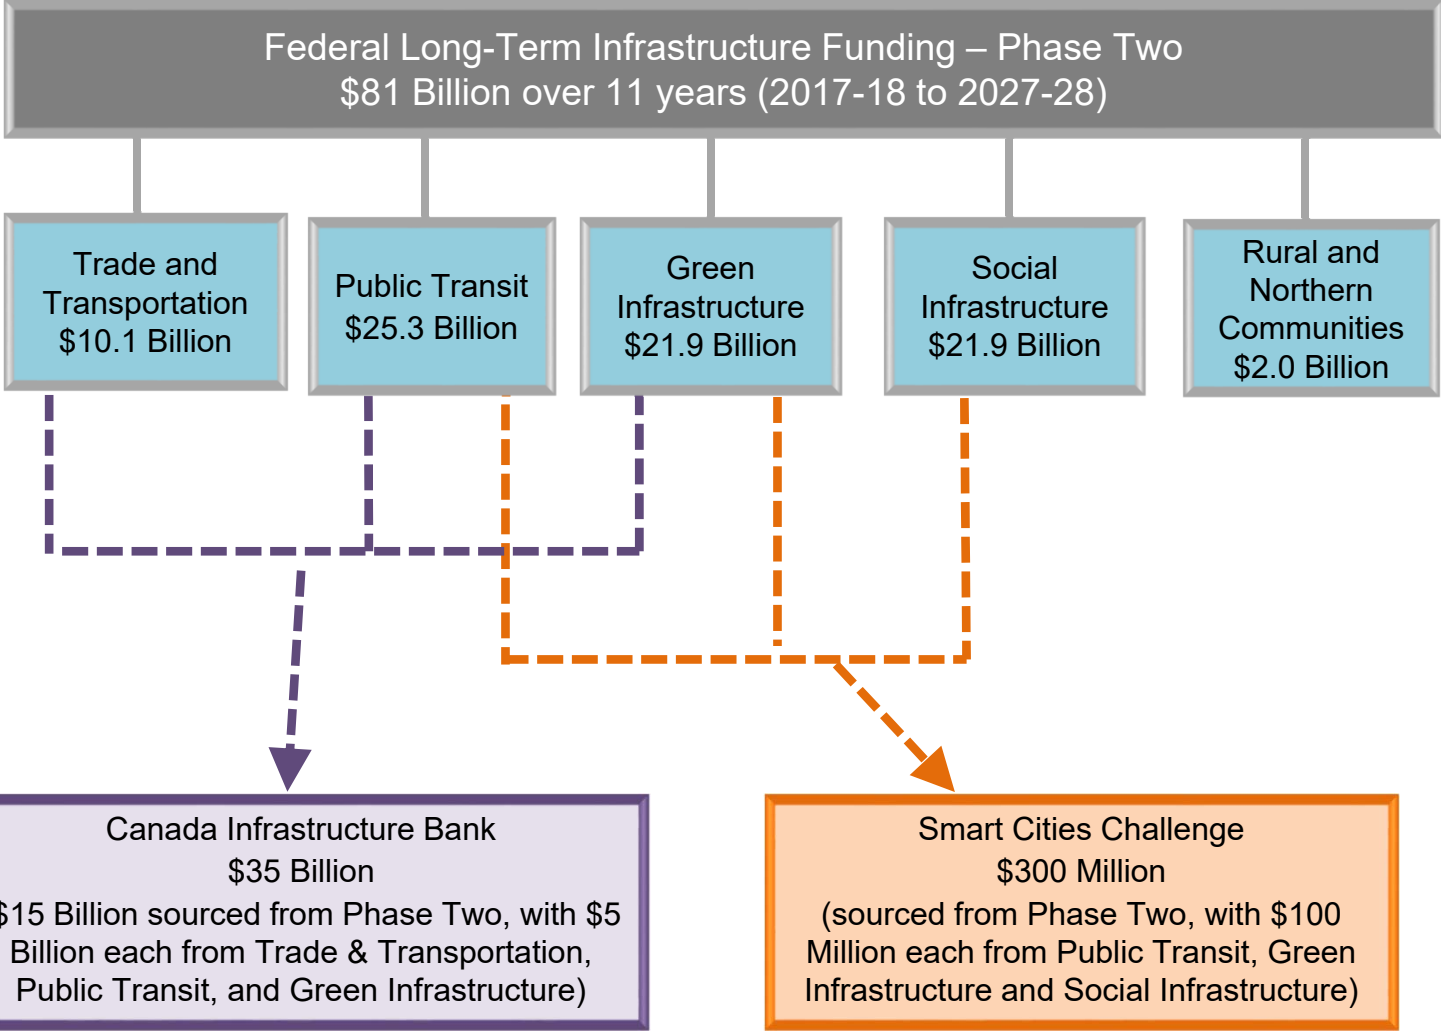 Federal Long-Term Infrastructure Funding – Phase Two
$81 Billion over 11 years (2017-18 to 2027-28)
Trade and
Transportation
$10.1 Billion
Public Transit
$25.3 Billion
Green
Infrastructure
$21.9 Billion
Social
Infrastructure
$21.9 Billion
Rural and
Northern
Communities
$2.0 Billion
Canada Infrastructure Bank
$35 Billion
$15 Billion sourced from Phase Two, with $5
Billion each from Trade & Transportation,
Public Transit, and Green Infrastructure)
Smart Cities Challenge
$300 Million
(sourced from Phase Two, with $100
Million each from Public Transit, Green
Infrastructure and Social Infrastructure)